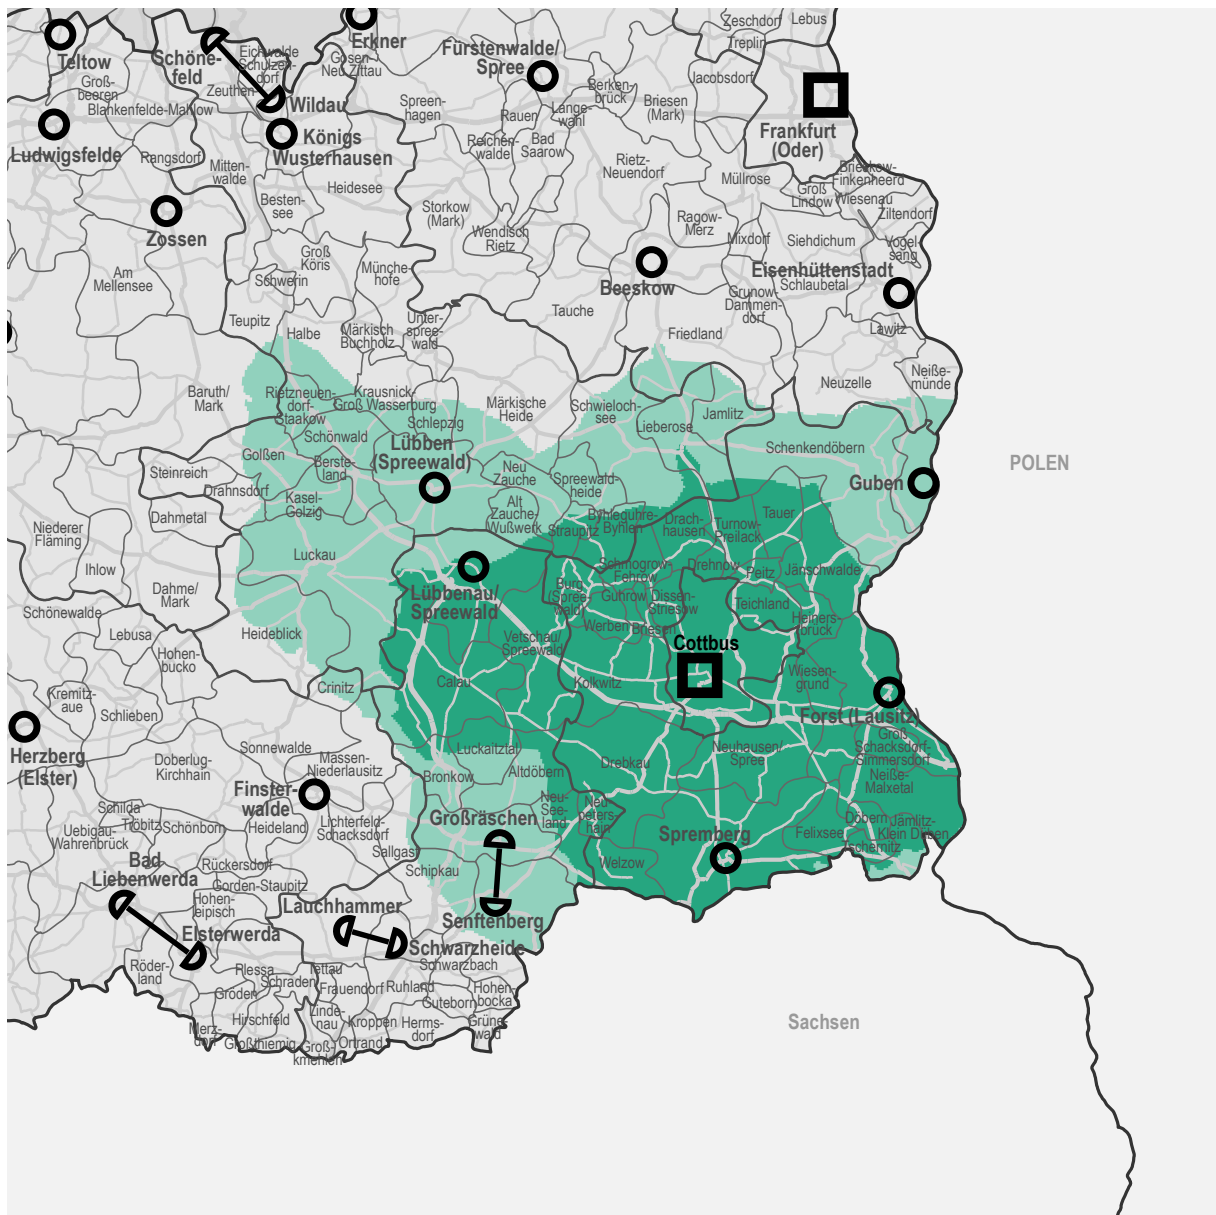 Zeschdorf
Lebus
Treplin
Erkner
Teltow
Schöne-
feld
Eichwalde
Schulzen-
dorf
Gosen-
Neu Zittau
Fürstenwalde/
Spree
Jacobsdorf
Groß-
beeren
Zeuthen
Wildau
Berken-
brück
Blankenfelde-Mahlow
Spreen-
hagen
Rauen
Lange-
wahl
Briesen
(Mark)
Frankfurt
(Oder)
Königs
Wusterhausen
Ludwigsfelde
Rangsdorf
Reichen-
walde
Bad
Saarow
Mitten-
walde
Heidesee
Rietz-
Neuendorf
Müllrose
Brieskow-
Finkenheerd
Groß
Lindow
Wiesenau
Ziltendorf
Besten-
see
Storkow
(Mark)
Ragow-
Merz
Zossen
Wendisch
Rietz
Mixdorf
Siehdichum
Vogel-
sang
Groß
Köris
Am
Mellensee
Münche-
hofe
Schwerin
Beeskow
Eisenhüttenstadt
Schlaubetal
Grunow-
Dammen-
dorf
Tauche
Teupitz
Halbe
Märkisch
Buchholz
Unter-
spree-
wald
Friedland
Lawitz
Neiße-
münde
Neuzelle
Baruth/
Mark
Rietzneuen-
dorf-
Staakow
Krausnick-
Groß Wasserburg
Märkische
Heide
Schwieloch-
see
Jamlitz
Schlepzig
Lieberose
Schönwald
Lübben
(Spreewald)
Schenkendöbern
Golßen
Berste-
land
Steinreich
Neu
Zauche
Spreewald-
heide
Guben
POLEN
Drahnsdorf
Kasel-
Golzig
Alt
Zauche-
Wußwerk
Dahmetal
Straupitz
Byhleguhre-
Byhlen
Drach-
hausen
Tauer
Turnow-
Preilack
Niederer
Fläming
Luckau
Ihlow
Schmogrow-
Fehrow
Drehnow
Peitz
Jänschwalde
Dahme/
Mark
Lübbenau/
Spreewald
Burg
(Spree-
wald)
Guhrow
Dissen-
Striesow
Teichland
Schönewalde
Heideblick
Lebusa
Vetschau/
Spreewald
Werben
Briesen
Heiners-
brück
Cottbus
Hohen-
bucko
Kremitz-
aue
Crinitz
Calau
Kolkwitz
Wiesen-
grund
Schlieben
Forst (Lausitz)
Herzberg
(Elster)
Sonnewalde
Luckaitztal
Neuhausen/
Spree
Groß
Schacksdorf-
Simmersdorf
Doberlug-
Kirchhain
Massen-
Niederlausitz
Bronkow
Altdöbern
Drebkau
Neiße-
Malxetal
Finster-
walde
Schilda
Neu-
See-
land
Neu-
peters-
hain
Tröbitz
Schönborn
Heideland
Lichterfeld-
Schacksdorf
Großräschen
Döbern
Jämlitz-
Klein Düben
Uebigau-
Wahrenbrück
Spremberg
Felixsee
Tschernitz
Sallgast
Bad
Liebenwerda
Rückersdorf
Schipkau
Welzow
Gorden-Staupitz
Hohen-
leipisch
Lauchhammer
Senftenberg
Elsterwerda
Schwarzheide
Röder-
land
Plessa
Schraden
Tettau
Schwarzbach
Gröden
Frauendorf
Ruhland
Guteborn
Hohen-
bocka
Hirschfeld
Linde-
nau
Kroppen
Herms-
dorf
Grüne-
wald
Merz-
dorf
Großthiemig
Groß-
kmehlen
Ortrand
Sachsen